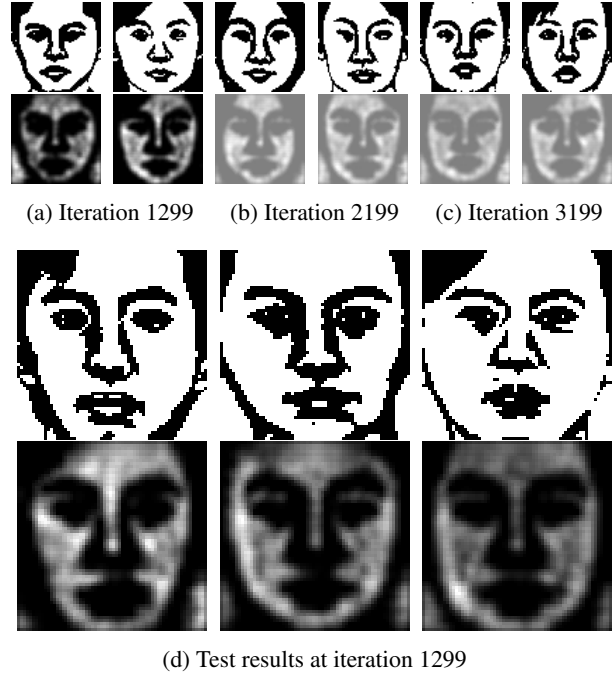 (a) Iteration 1299 (b) Iteration 2199 (c) Iteration 3199
(d) Test results at iteration 1299